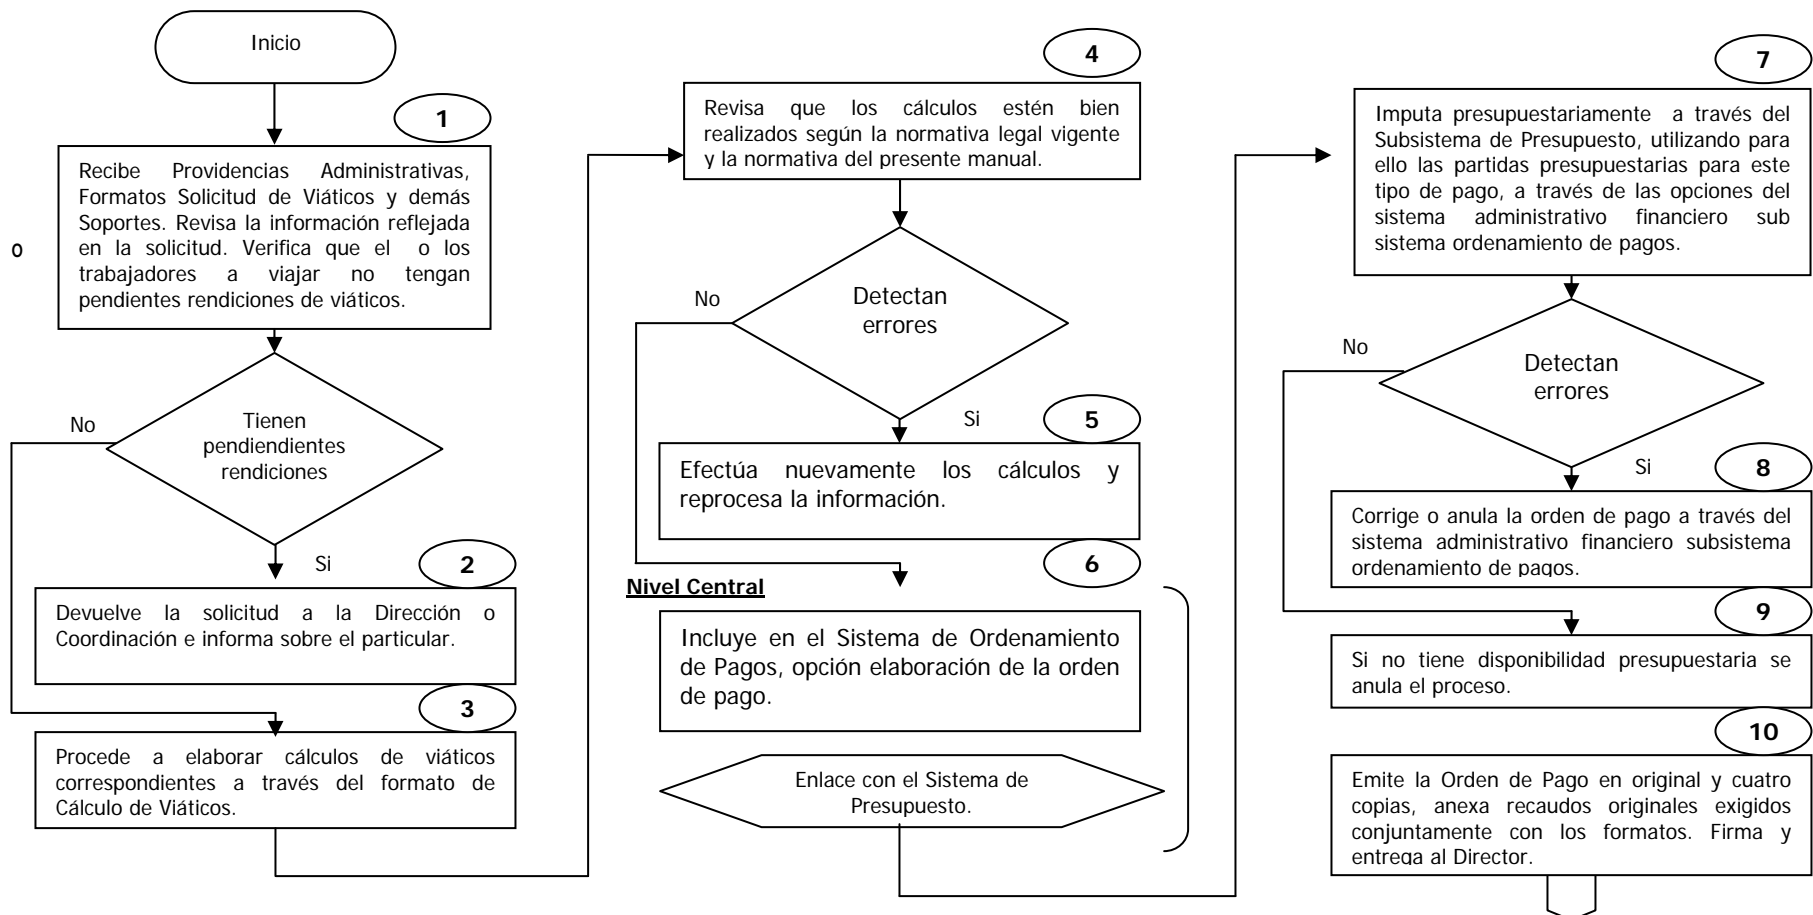 Inicio
1
Recibe Providencias Administrativas,
Formatos Solicitud de Viáticos y demás
Soportes. Revisa la información reflejada
en la solicitud. Verifica que el o los
trabajadores a viajar no tengan
pendientes rendiciones de viáticos.
o
No
Tienen
pendiendientes
rendiciones
Si
2
Devuelve la solicitud a la Dirección o
Coordinación e informa sobre el particular.
3
Procede a elaborar cálculos de viáticos
correspondientes a través del formato de
Cálculo de Viáticos.
4
Revisa que los cálculos estén bien
realizados según la normativa legal vigente
y la normativa del presente manual.
No
Detectan
errores
Si
5
Efectúa nuevamente los cálculos y
reprocesa la información.
6
Nivel Central
Incluye en el Sistema de Ordenamiento
de Pagos, opción elaboración de la orden
de pago.
Enlace con el Sistema de
Presupuesto.
7
Imputa presupuestariamente a través del
Subsistema de Presupuesto, utilizando para
ello las partidas presupuestarias para este
tipo de pago, a través de las opciones del
sistema administrativo financiero sub
sistema ordenamiento de pagos.
No
Detectan
errores
Si
8
Corrige o anula la orden de pago a través del
sistema administrativo financiero subsistema
ordenamiento de pagos.
9
Si no tiene disponibilidad presupuestaria se
anula el proceso.
10
Emite la Orden de Pago en original y cuatro
copias, anexa recaudos originales exigidos
conjuntamente con los formatos. Firma y
entrega al Director.